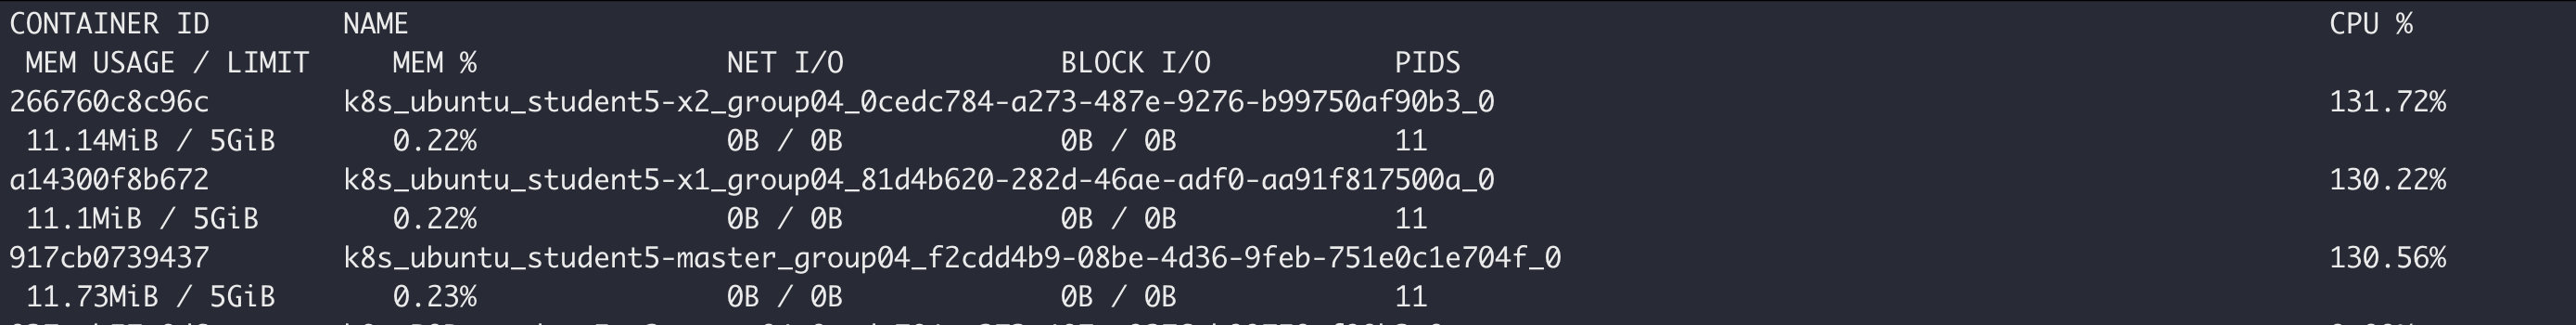 CONTAINER ID NAME CPU %
MEM USAGE / LIMIT MEM % NET I/O BLOCK I/O PIDS
266760c8c96c k8s_ubuntu_student5-x2_group04_0cedc784-a273-487e-9276-b99750af90b3_0 131.72%
11.14MiB / 5GiB 0.22% 0B / 0B 0B / 0B 11
a14300f8b672 k8s_ubuntu_student5-x1_group04_81d4b620-282d-46ae-adf0-aa91f817500a_0 130.22%
11.1MiB / 5GiB 0.22% 0B / 0B 0B / 0B 11
917cb0739437 k8s_ubuntu_student5-master_group04_f2cdd4b9-08be-4d36-9feb-751e0c1e704f_0 130.56%
11.73MiB / 5GiB 0.23% 0B / 0B 0B / 0B 11